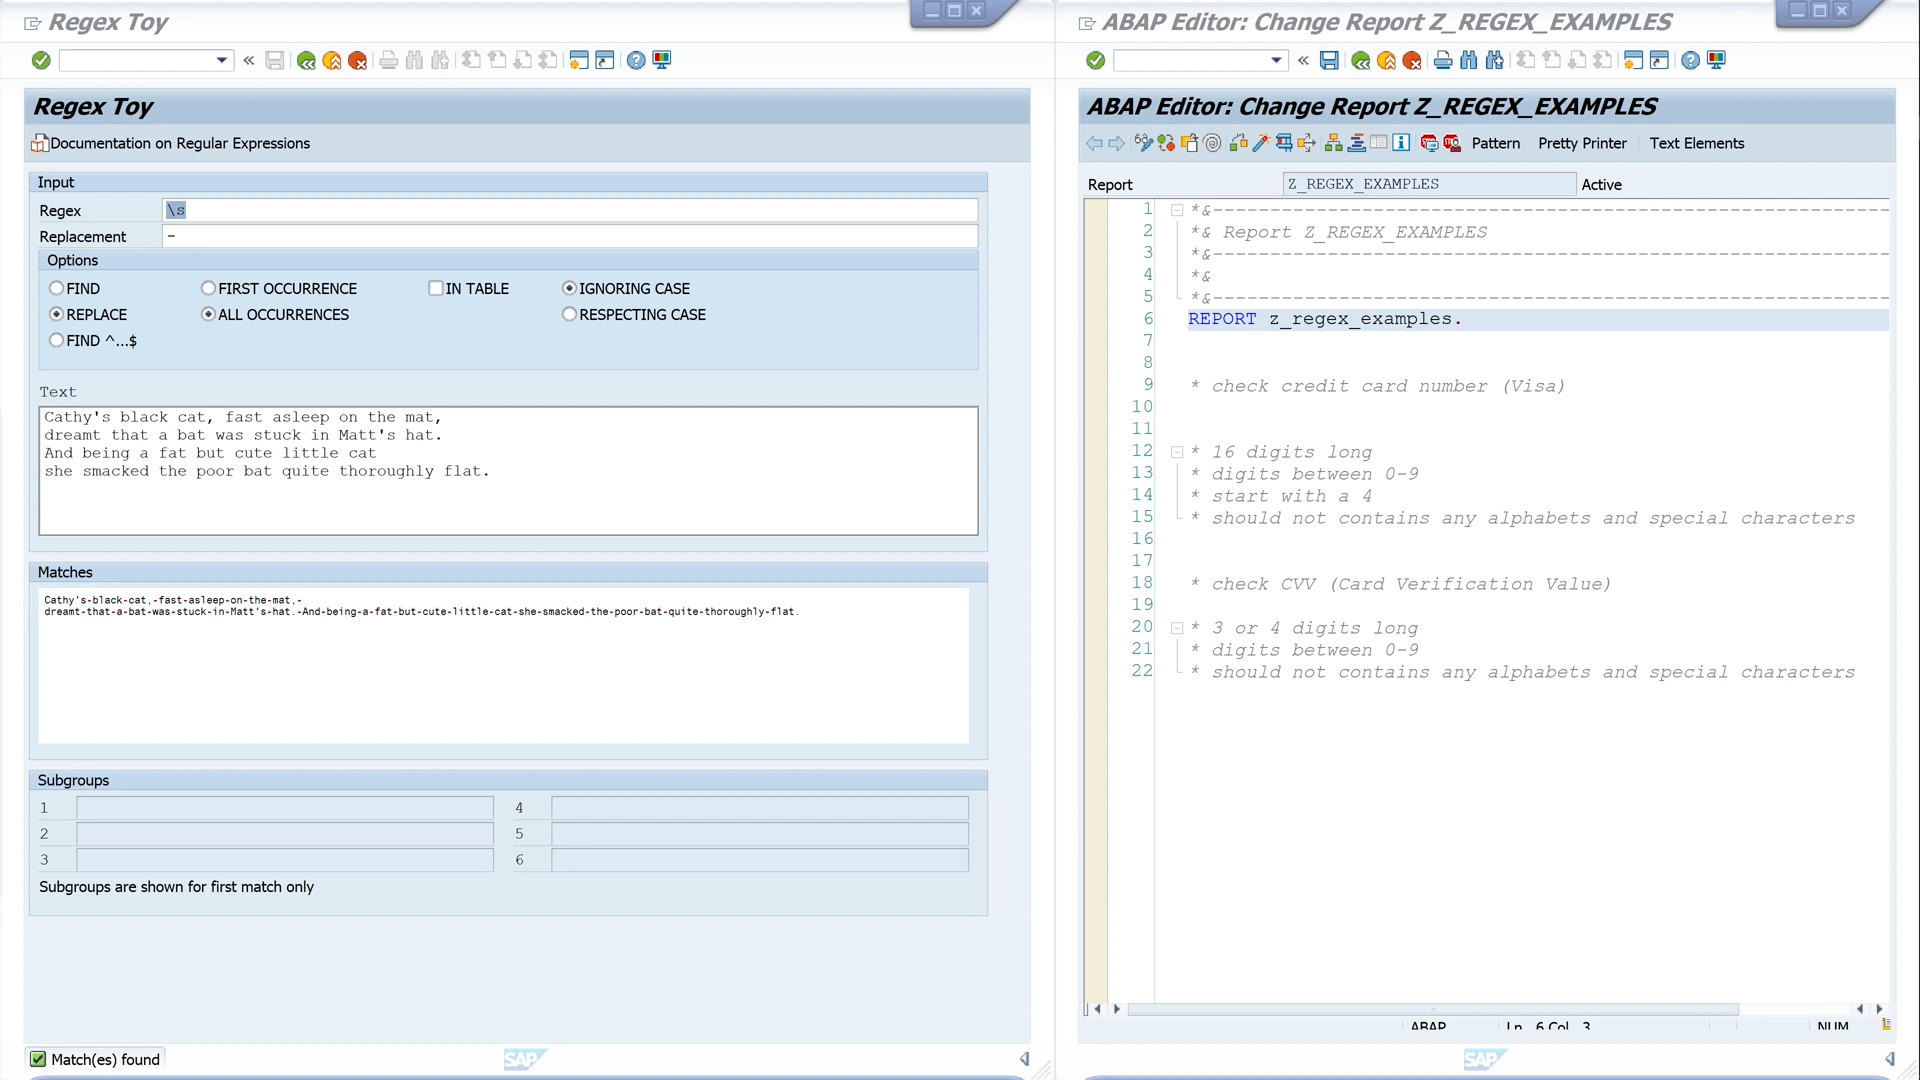 Regex Toy
Regex Toy
Documentation on Regular Expressions
Input
Regex \s
Replacement -
Options
FIND FIRST OCCURRENCE IN TABLE IGNORING CASE
REPLACE ALL OCCURRENCES RESPECTING CASE
FIND ^...$
Text
Cathy's black cat, fast asleep on the mat,
dreamt that a bat was stuck in Matt's hat.
And being a fat but cute little cat
she smacked the poor bat quite thoroughly flat.
Matches
Cathy's-black-cat,-fast-asleep-on-the-mat,-
dreamt-that-a-bat-was-stuck-in-Matt's-hat.-And-being-a-fat-but-cute-little-cat-she-smacked-the-poor-bat-quite-thoroughly-flat.
Subgroups
1 4
2 5
3 6
Subgroups are shown for first match only
Match(es) found
SAP
ABAP Editor: Change Report Z_REGEX_EXAMPLES
ABAP Editor: Change Report Z_REGEX_EXAMPLES
Pattern Pretty Printer Text Elements
Report Z_REGEX_EXAMPLES Active
1 *&---------------------------------------------------------------
2 *& Report Z_REGEX_EXAMPLES
3 *&---------------------------------------------------------------
4 *&
5 *&---------------------------------------------------------------
6 REPORT z_regex_examples.
7
8
9 * check credit card number (Visa)
10
11
12 * 16 digits long
13 * digits between 0-9
14 * start with a 4
15 * should not contains any alphabets and special characters
16
17
18 * check CVV (Card Verification Value)
19
20 * 3 or 4 digits long
21 * digits between 0-9
22 * should not contains any alphabets and special characters
ABAP Ln 6 Col 3 NUM
SAP